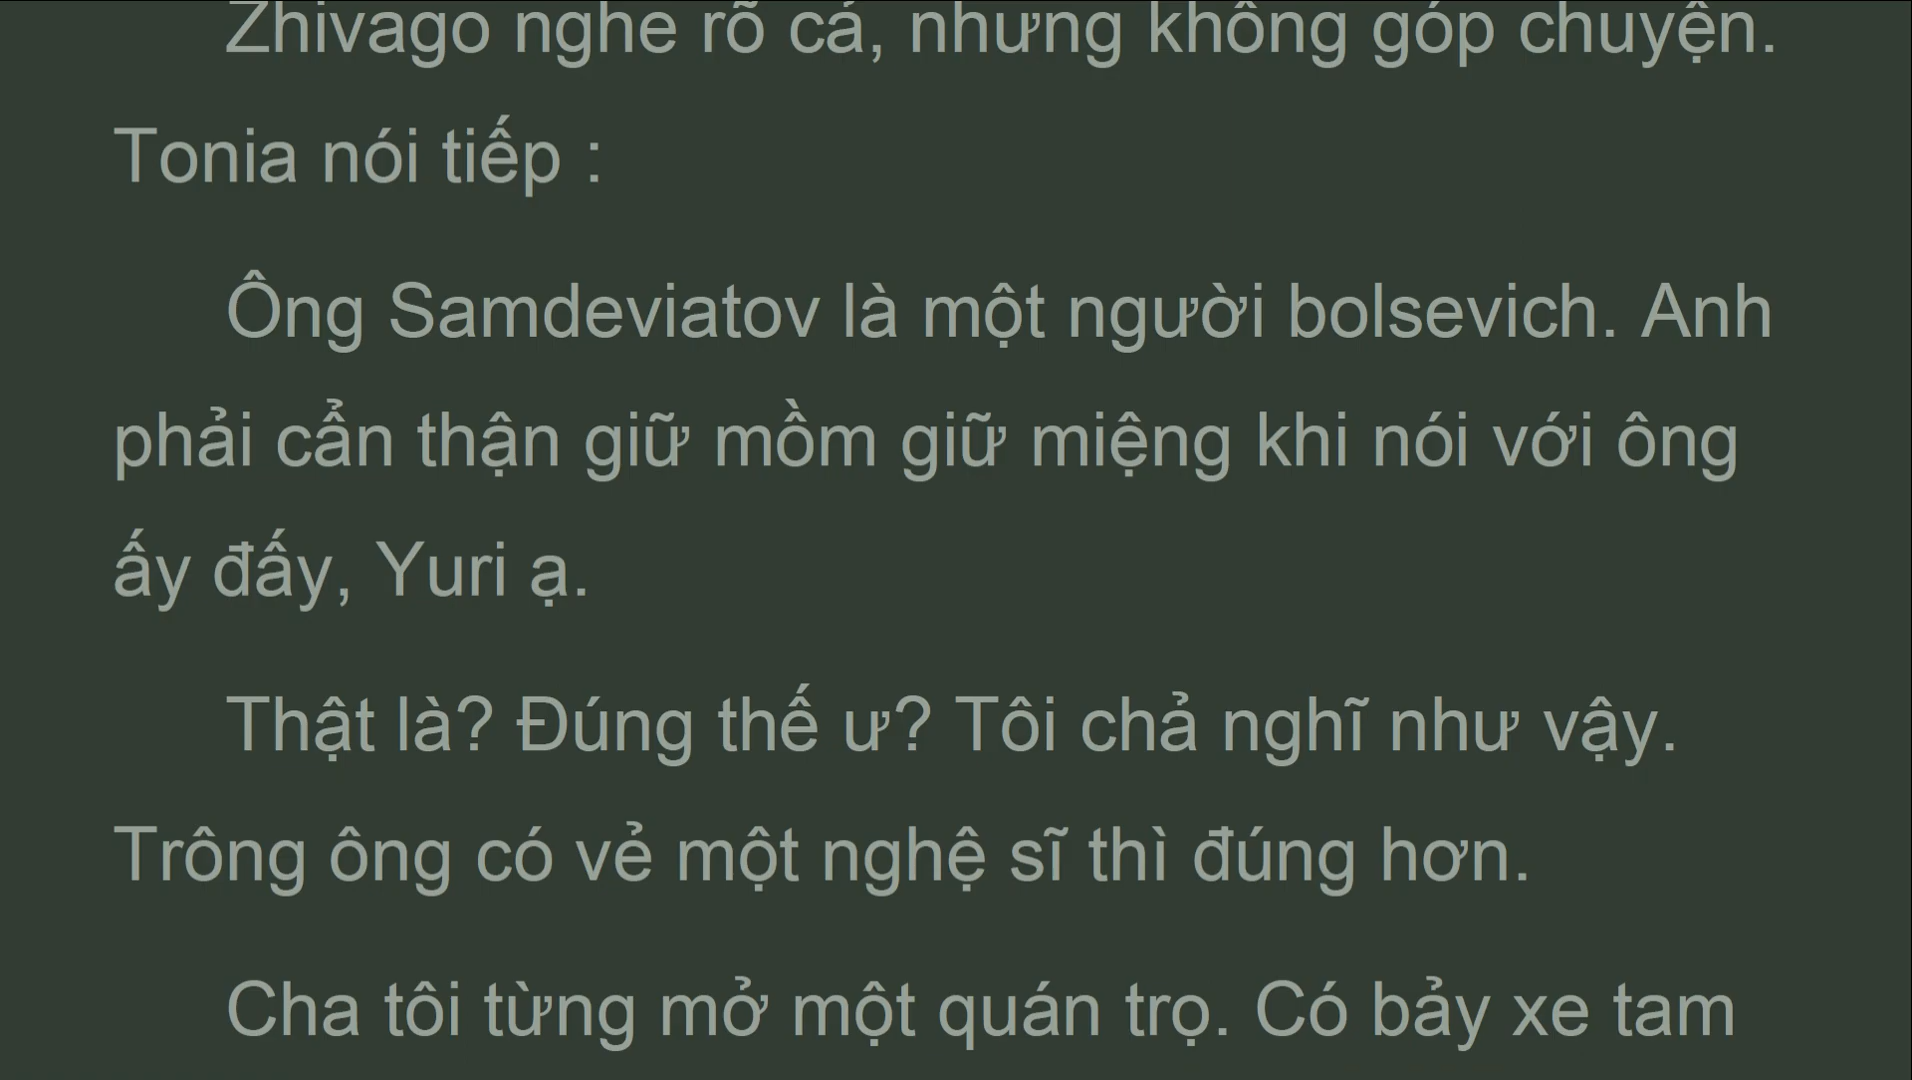 Zhivago nghe rõ cả, nhưng không góp chuyện.
Tonia nói tiếp :
Ông Samdeviatov là một người bolsevich. Anh
phải cẩn thận giữ mồm giữ miệng khi nói với ông
ấy đấy, Yuri ạ.
Thật là? Đúng thế ư? Tôi chả nghĩ như vậy.
Trông ông có vẻ một nghệ sĩ thì đúng hơn.
Cha tôi từng mở một quán trọ. Có bảy xe tam